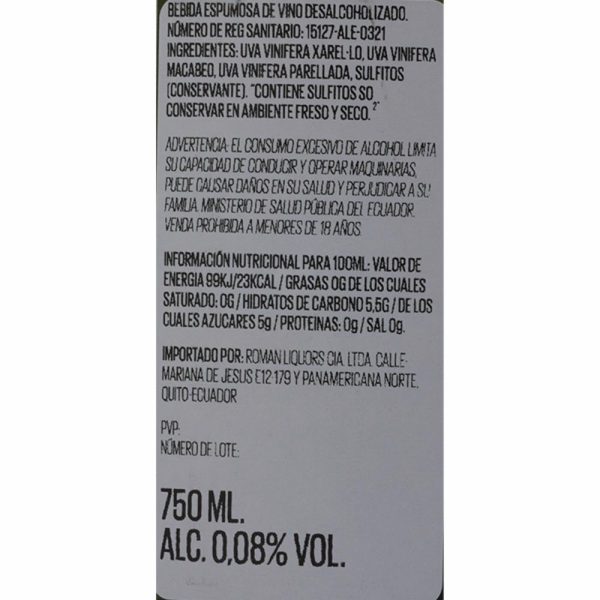 BEBIDA ESPUMOSA DE VINO DESALCOHOLIZADO.
NÚMERO DE REG SANITARIO: 15127-ALE-0321
INGREDIENTES: UVA VINIFERA XAREL-LO, UVA VINIFERA
MACABEO, UVA VINIFERA PARELLADA, SULFITOS
(CONSERVANTE). "CONTIENE SULFITOS SO
CONSERVAR EN AMBIENTE FRESO Y SECO. 2"
ADVERTENCIA: EL CONSUMO EXCESIVO DE ALCOHOL LIMITA
SU CAPACIDAD DE CONDUCIR Y OPERAR MAQUINARIAS,
PUEDE CAUSAR DAÑOS EN SU SALUD Y PERJUDICAR A SU
FAMILIA. MINISTERIO DE SALUD PÚBLICA DEL ECUADOR.
VENDA PROHIBIDA A MENORES DE 18 AÑOS
INFORMACIÓN NUTRICIONAL PARA 100ML: VALOR DE
ENERGIA 99KJ/23KCAL / GRASAS 0G DE LOS CUALES
SATURADO: 0G / HIDRATOS DE CARBONO 5,5G / DE LOS
CUALES AZUCARES 5g / PROTEINAS: 0g / SAL 0g.
IMPORTADO POR: ROMAN LIQUORS CIA. LTDA. CALLE:
MARIANA DE JESUS E12-179 Y PANAMERICANA NORTE,
QUITO-ECUADOR
PVP:
NÚMERO DE LOTE:
750 ML.
ALC. 0,08% VOL.